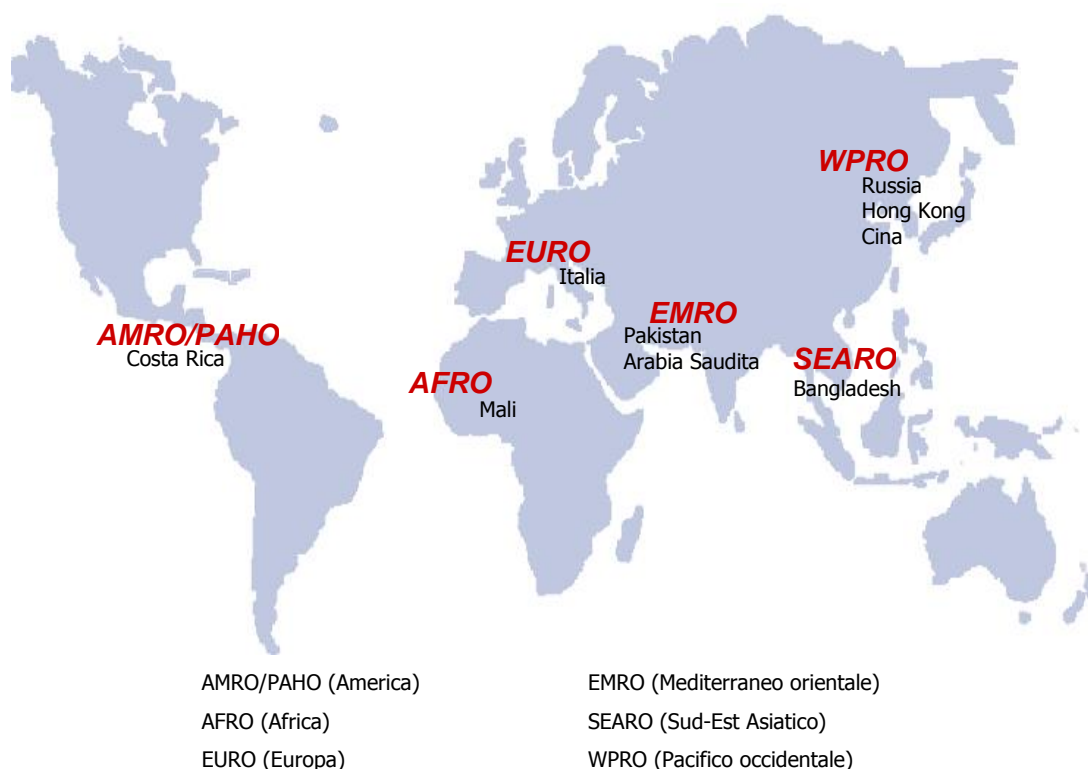 WPRO
Russia
Hong Kong
Cina
EURO
Italia
EMRO
Pakistan
Arabia Saudita
AMRO/PAHO
Costa Rica
SEARO
Bangladesh
AFRO
Mali
AMRO/PAHO (America)
EMRO (Mediterraneo orientale)
AFRO (Africa)
SEARO (Sud-Est Asiatico)
EURO (Europa)
WPRO (Pacifico occidentale)